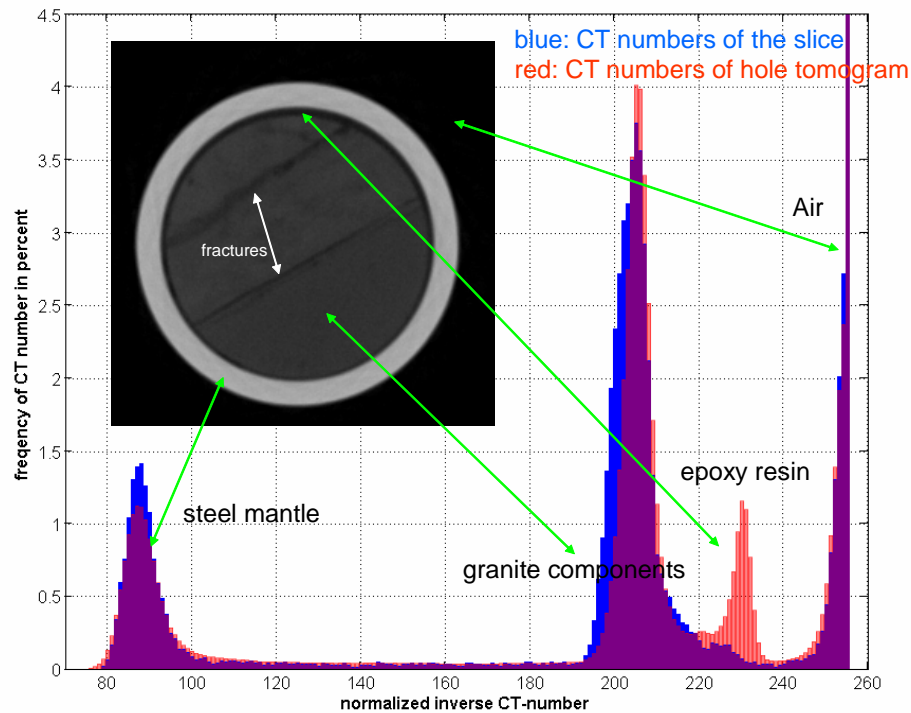 blue: CT numbers of the slice
red: CT numbers of hole tomogram
Air
fractures
epoxy resin
steel mantle
granite components
freqency of CT number in percent
4.5
4
3.5
3
2.5
2
1.5
1
0.5
0
80 100 120 140 160 180 200 220 240 260
normalized inverse CT-number